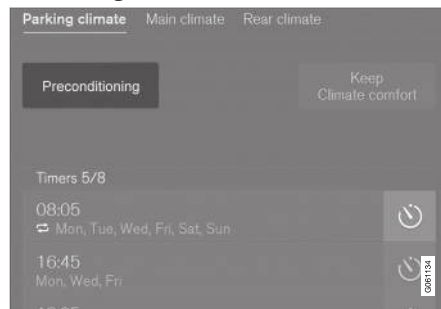 Parking climate Main climate Rear climate
Preconditioning
Keep
Climate comfort
Timers 5/8
08:05
Mon, Tue, Wed, Fri, Sat, Sun
16:45
Mon, Wed, Fri
G061134